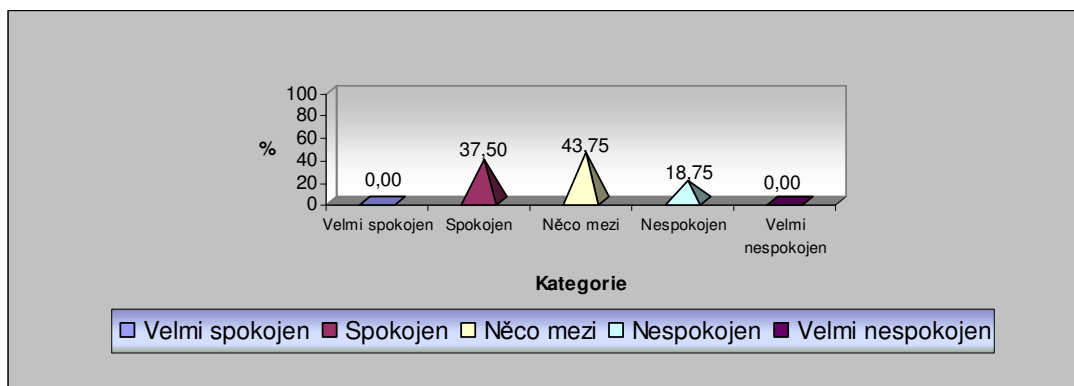 100
80
60
40
20
0
%
0,00
37,50
43,75
18,75
0,00
Velmi spokojen
Spokojen
Něco mezi
Nespokojen
Velmi
nespokojen
Kategorie
Velmi spokojen Spokojen Něco mezi Nespokojen Velmi nespokojen